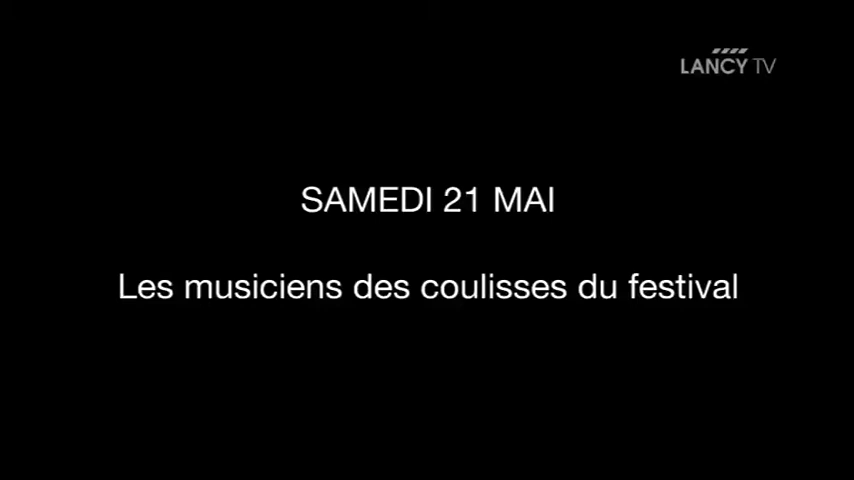 LANCY TV
SAMEDI 21 MAI
Les musiciens des coulisses du festival